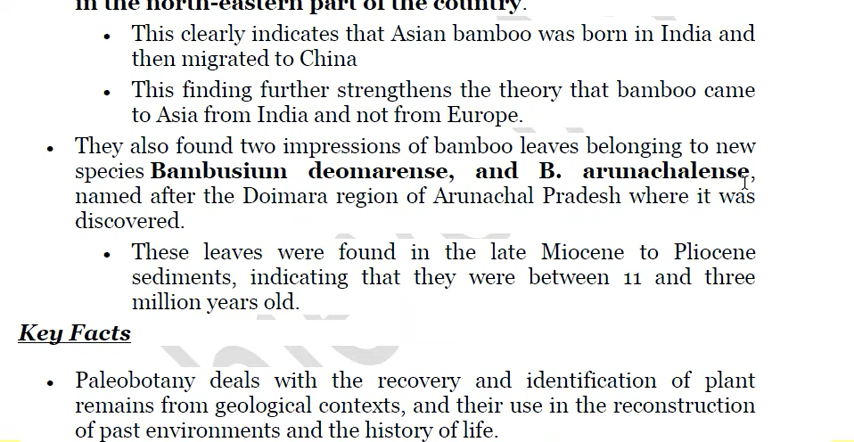 in the north-eastern part of the country.
• This clearly indicates that Asian bamboo was born in India and
then migrated to China
• This finding further strengthens the theory that bamboo came
to Asia from India and not from Europe.
• They also found two impressions of bamboo leaves belonging to new
species Bambusium deomarense, and B. arunachalense,
named after the Doimara region of Arunachal Pradesh where it was
discovered.
• These leaves were found in the late Miocene to Pliocene
sediments, indicating that they were between 11 and three
million years old.
Key Facts
• Paleobotany deals with the recovery and identification of plant
remains from geological contexts, and their use in the reconstruction
of past environments and the history of life.